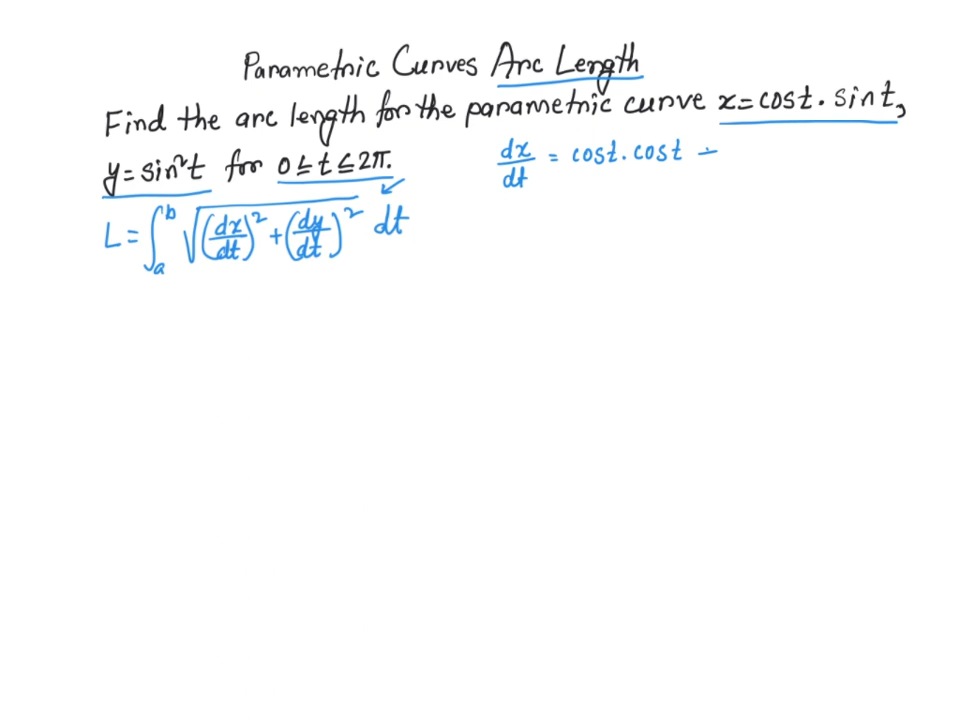 Parametric Curves Arc Length
Find the arc length for the parametric curve x = cost . sint,
y = sin²t for 0 ≤ t ≤ 2π.
dx/dt = cost . cost −
L = ∫_a^b √((dx/dt)² + (dy/dt)²) dt